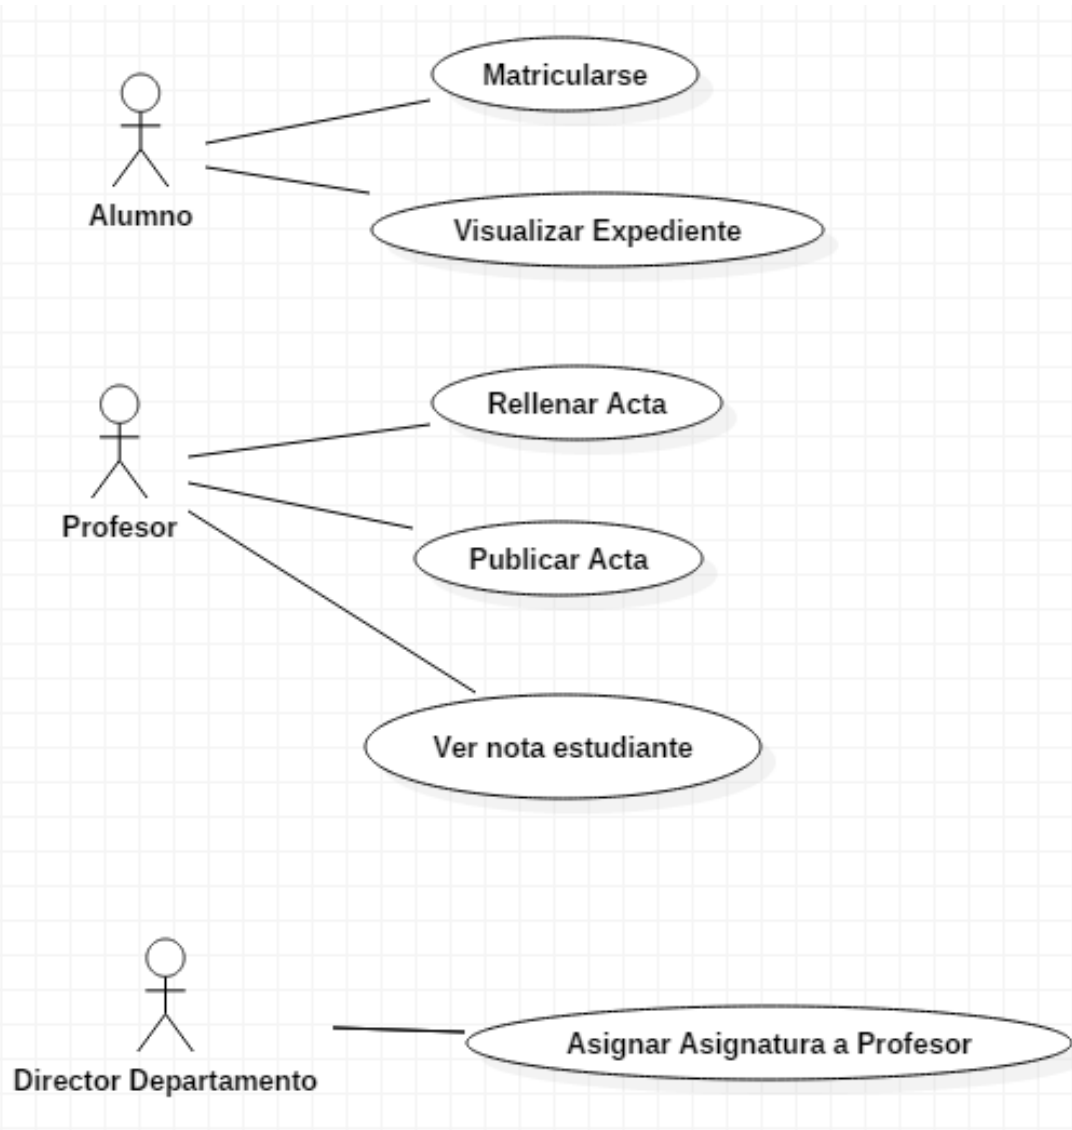 Matricularse
Alumno
Visualizar Expediente
Rellenar Acta
Profesor
Publicar Acta
Ver nota estudiante
Asignar Asignatura a Profesor
Director Departamento